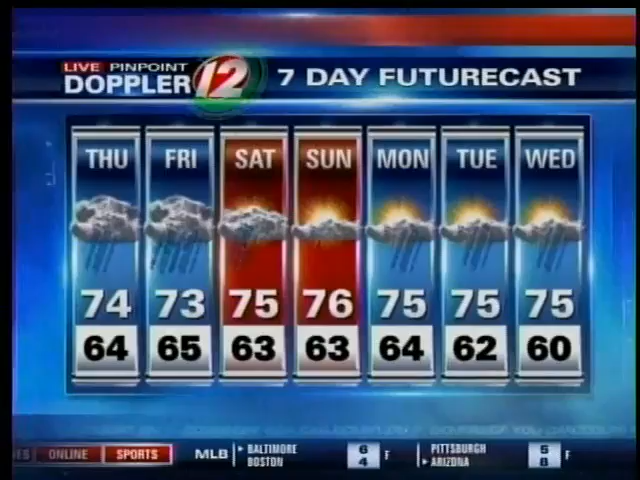 LIVE PINPOINT
DOPPLER 12
7 DAY FUTURECAST
THU FRI SAT SUN MON TUE WED
74 73 75 76 75 75 75
64 65 63 63 64 62 60
ONLINE SPORTS MLB BALTIMORE 6 F PITTSBURGH 5 F
BOSTON 4 ARIZONA 8